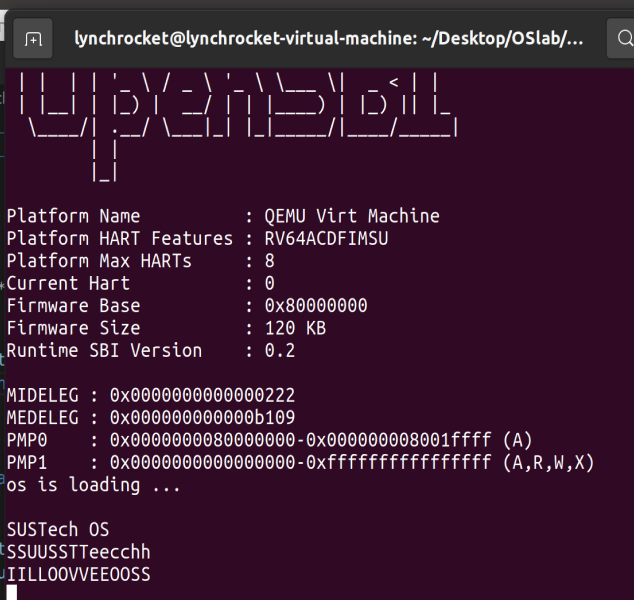 lynchrocket@lynchrocket-virtual-machine: ~/Desktop/OSlab/...
OpenSBI
Platform Name : QEMU Virt Machine
Platform HART Features : RV64ACDFIMSU
Platform Max HARTs : 8
Current Hart : 0
Firmware Base : 0x80000000
Firmware Size : 120 KB
Runtime SBI Version : 0.2
MIDELEG : 0x0000000000000222
MEDELEG : 0x000000000000b109
PMP0 : 0x0000000080000000-0x000000008001ffff (A)
PMP1 : 0x0000000000000000-0xffffffffffffffff (A,R,W,X)
os is loading ...
SUSTech OS
SSUUSSTTeecchh
IILLOOVVEEOOSS